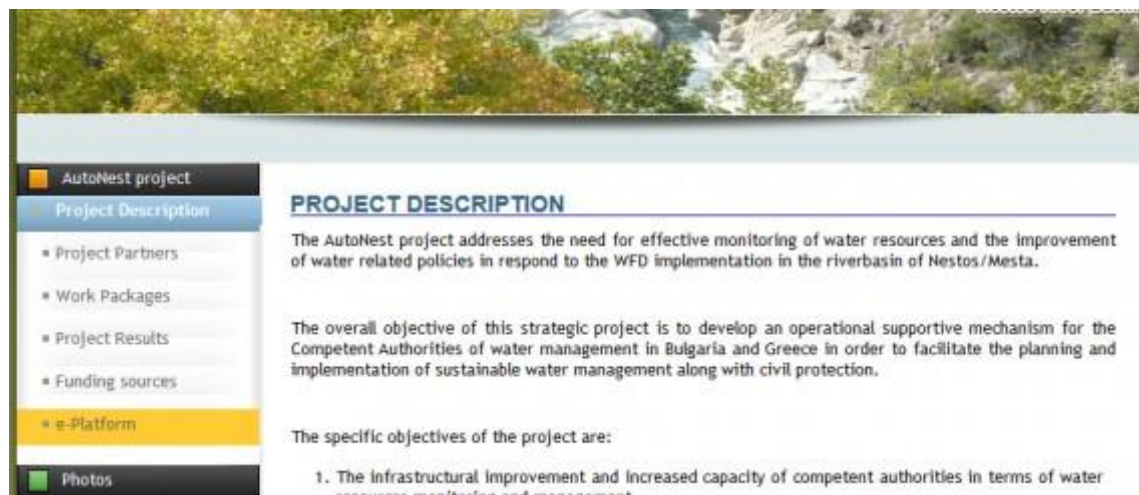 AutoNest project
Project Description
Project Partners
Work Packages
Project Results
Funding sources
e-Platform
Photos
PROJECT DESCRIPTION
The AutoNest project addresses the need for effective monitoring of water resources and the improvement
of water related policies in respond to the WFD implementation in the riverbasin of Nestos/Mesta.
The overall objective of this strategic project is to develop an operational supportive mechanism for the
Competent Authorities of water management in Bulgaria and Greece in order to facilitate the planning and
implementation of sustainable water management along with civil protection.
The specific objectives of the project are:
1. The infrastructural improvement and increased capacity of competent authorities in terms of water